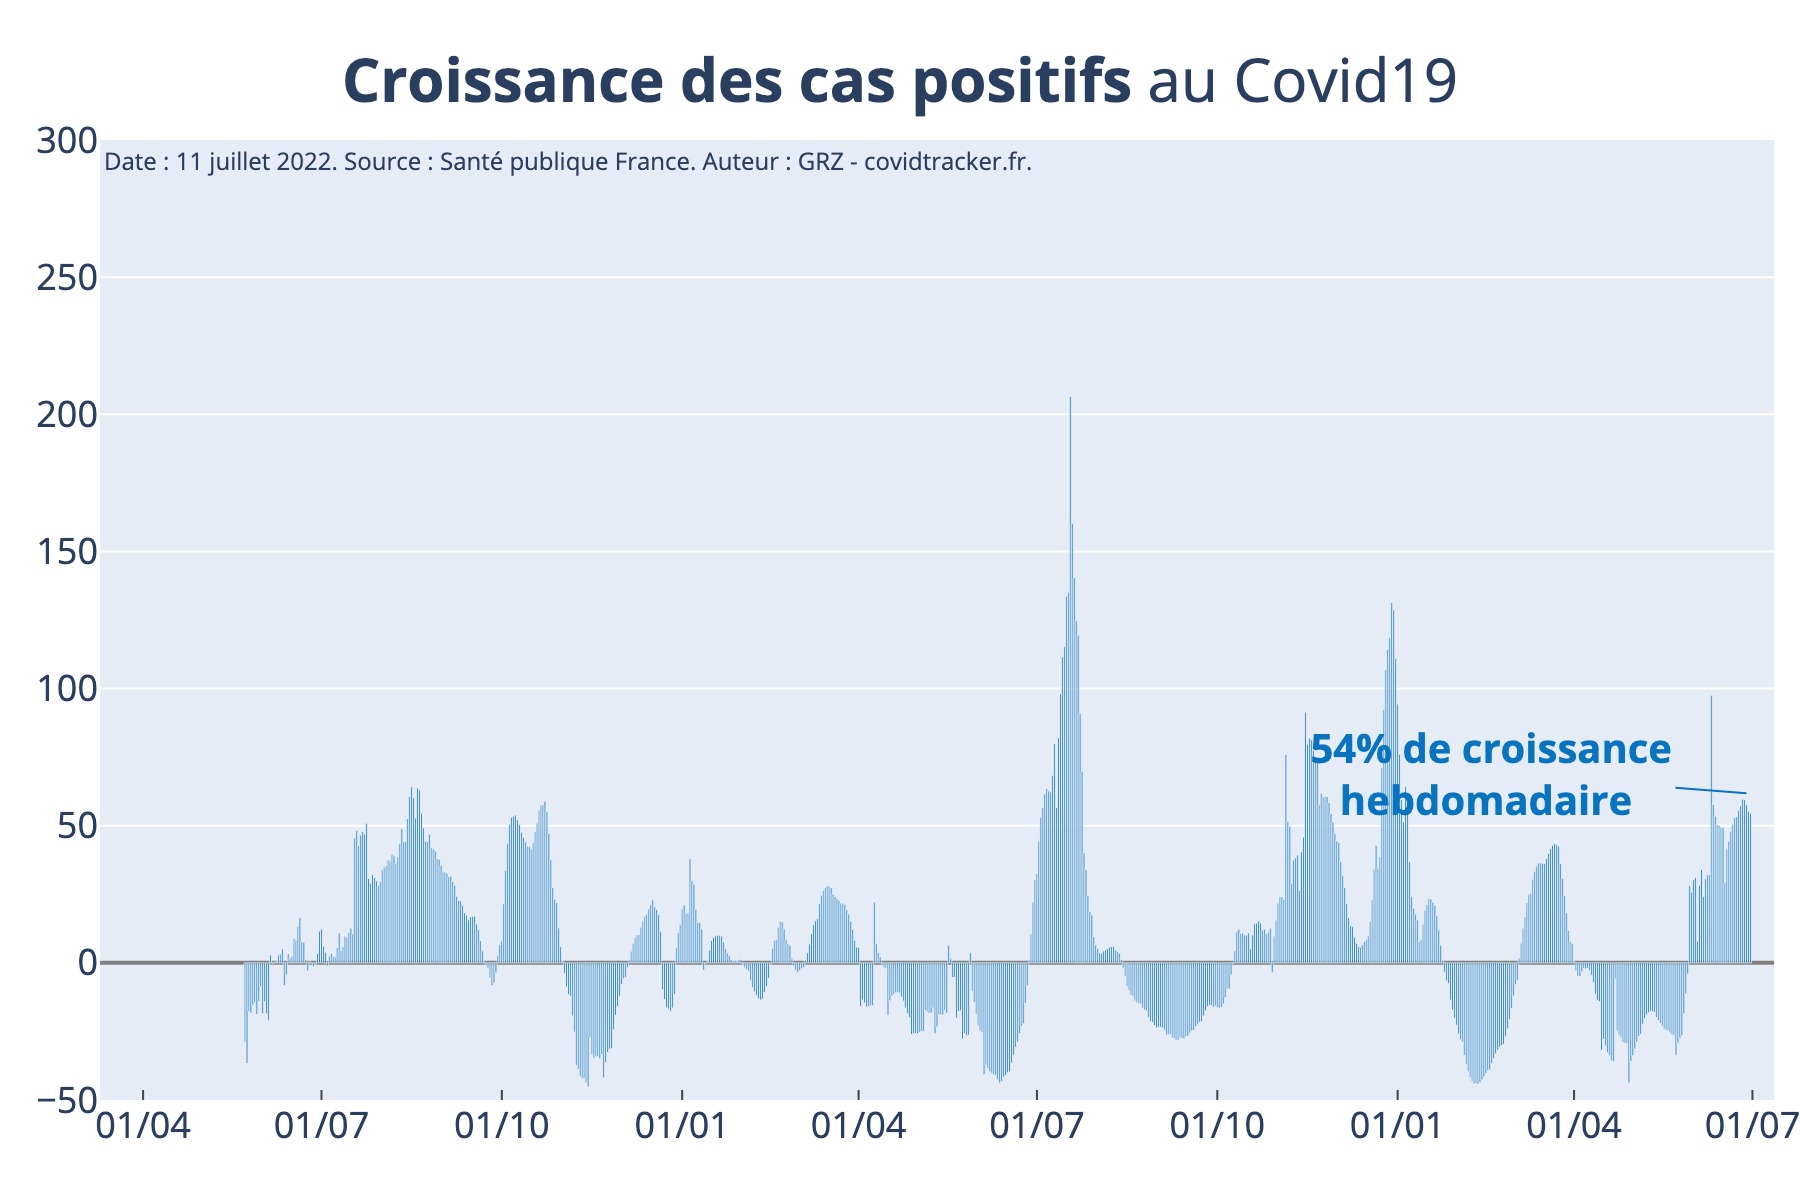 Croissance des cas positifs au Covid19
300
Date : 11 juillet 2022. Source : Santé publique France. Auteur : GRZ - covidtracker.fr.
250
200
150
100
54% de croissance
hebdomadaire
50
0
−50
01/04 01/07 01/10 01/01 01/04 01/07 01/10 01/01 01/04 01/07